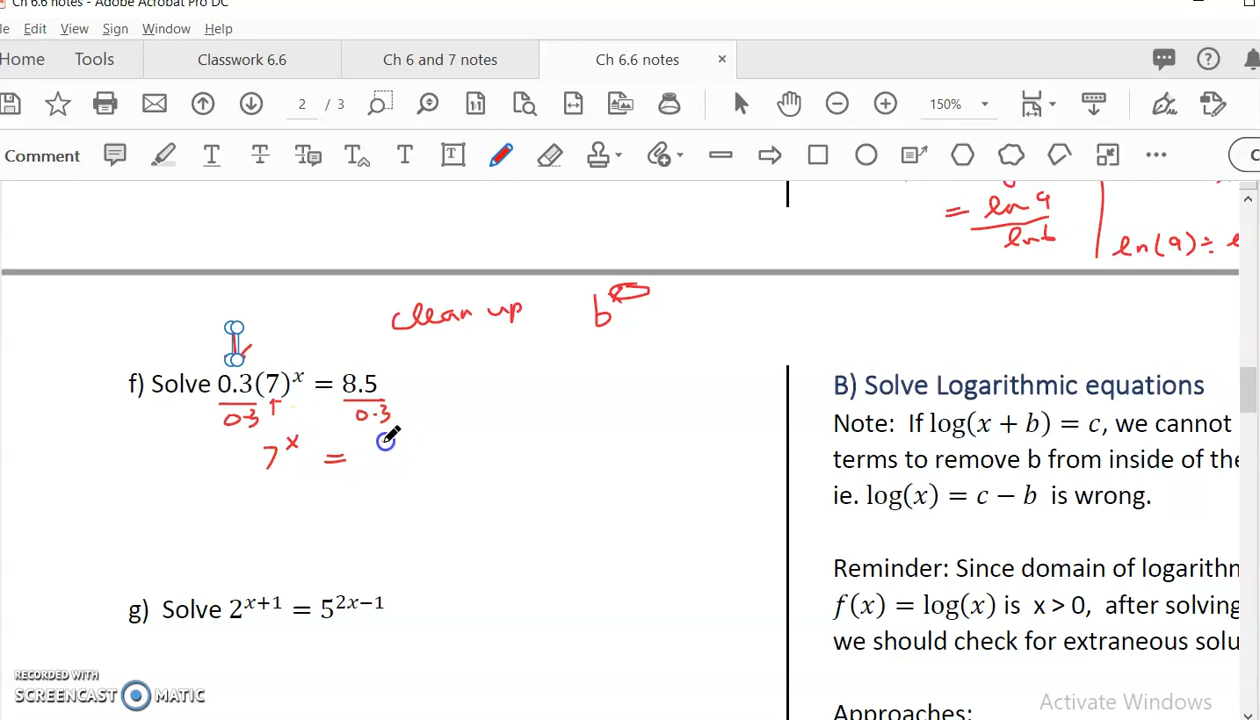 Ch 6.6 notes - Adobe Acrobat Pro DC
le Edit View Sign Window Help
Home Tools Classwork 6.6 Ch 6 and 7 notes Ch 6.6 notes ×
2 / 3 150%
Comment
= ln 9 / ln 6
ln(9) ÷
clean up b
f) Solve 0.3(7)^x = 8.5
0.3 0.3
7^x =
g) Solve 2^{x+1} = 5^{2x−1}
B) Solve Logarithmic equations
Note: If log(x + b) = c, we cannot
terms to remove b from inside of the
ie. log(x) = c − b is wrong.
Reminder: Since domain of logarithm
f(x) = log(x) is x > 0, after solving
we should check for extraneous solu
Approaches:
RECORDED WITH
SCREENCAST MATIC
Activate Windows